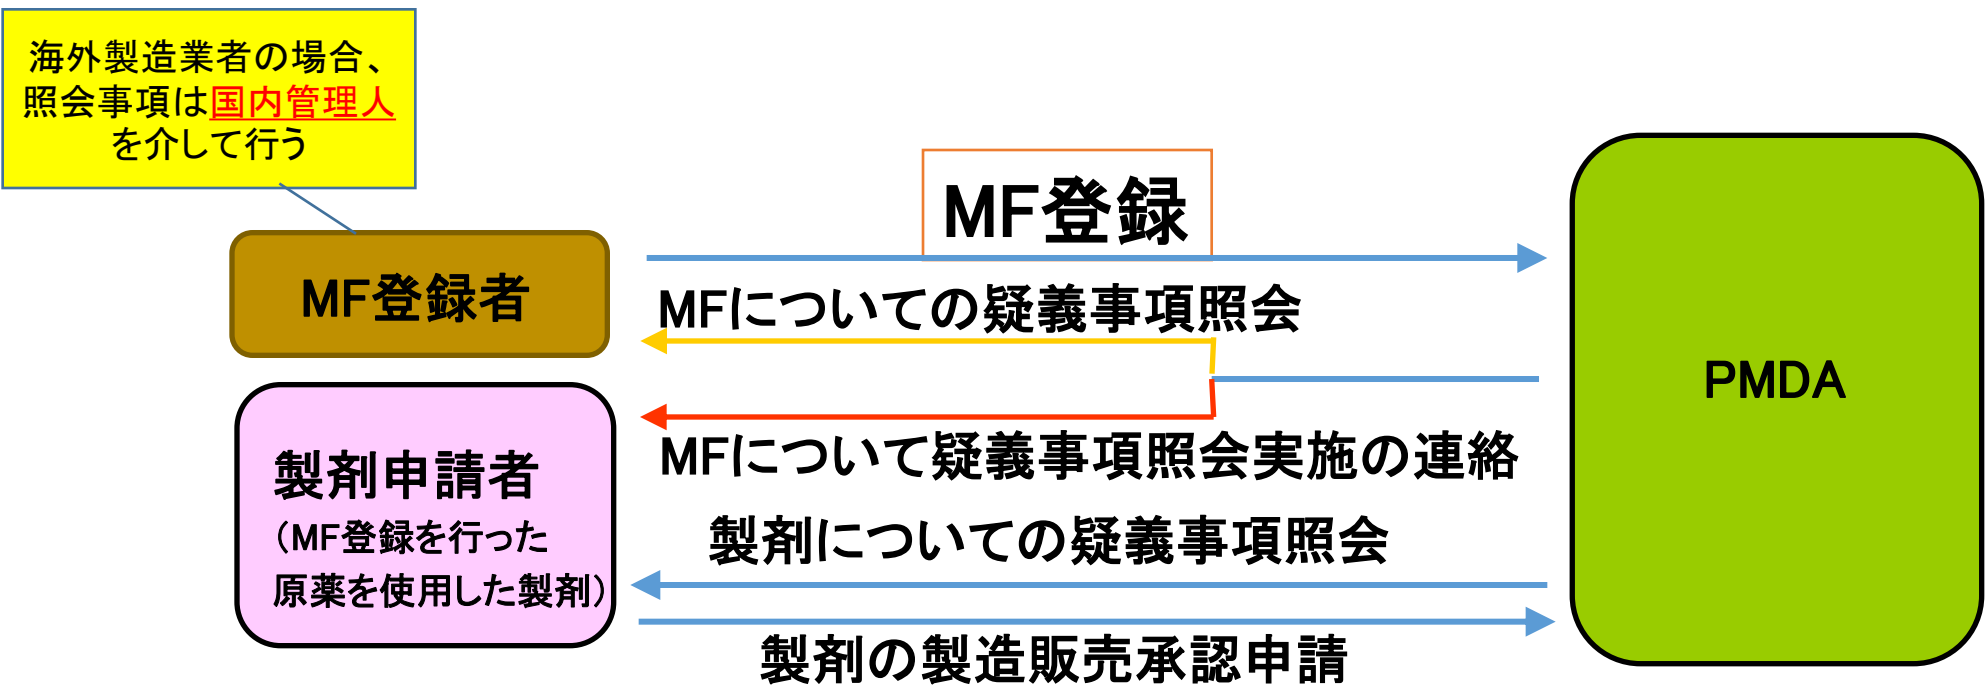 海外製造業者の場合、
照会事項は国内管理人
を介して行う
MF登録
MF登録者
MFについての疑義事項照会
PMDA
MFについて疑義事項照会実施の連絡
製剤申請者
(MF登録を行った
原薬を使用した製剤)
製剤についての疑義事項照会
製剤の製造販売承認申請